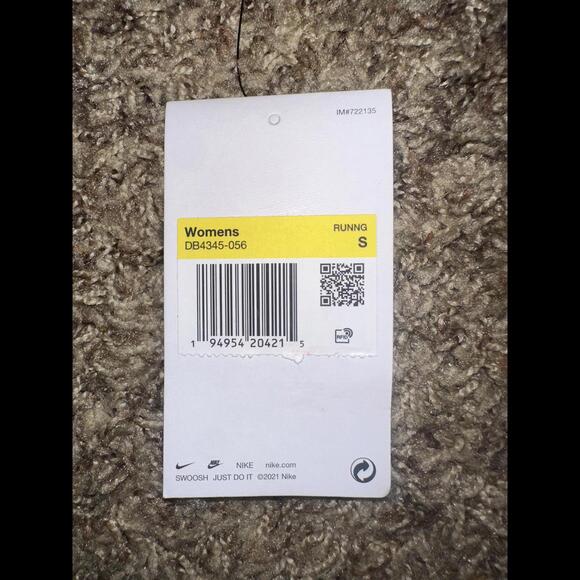 IM#722135
Womens RUNNG
DB4345-056 S
1 94954 20421 5
RFID
NIKE nike.com
SWOOSH JUST DO IT ©2021 Nike